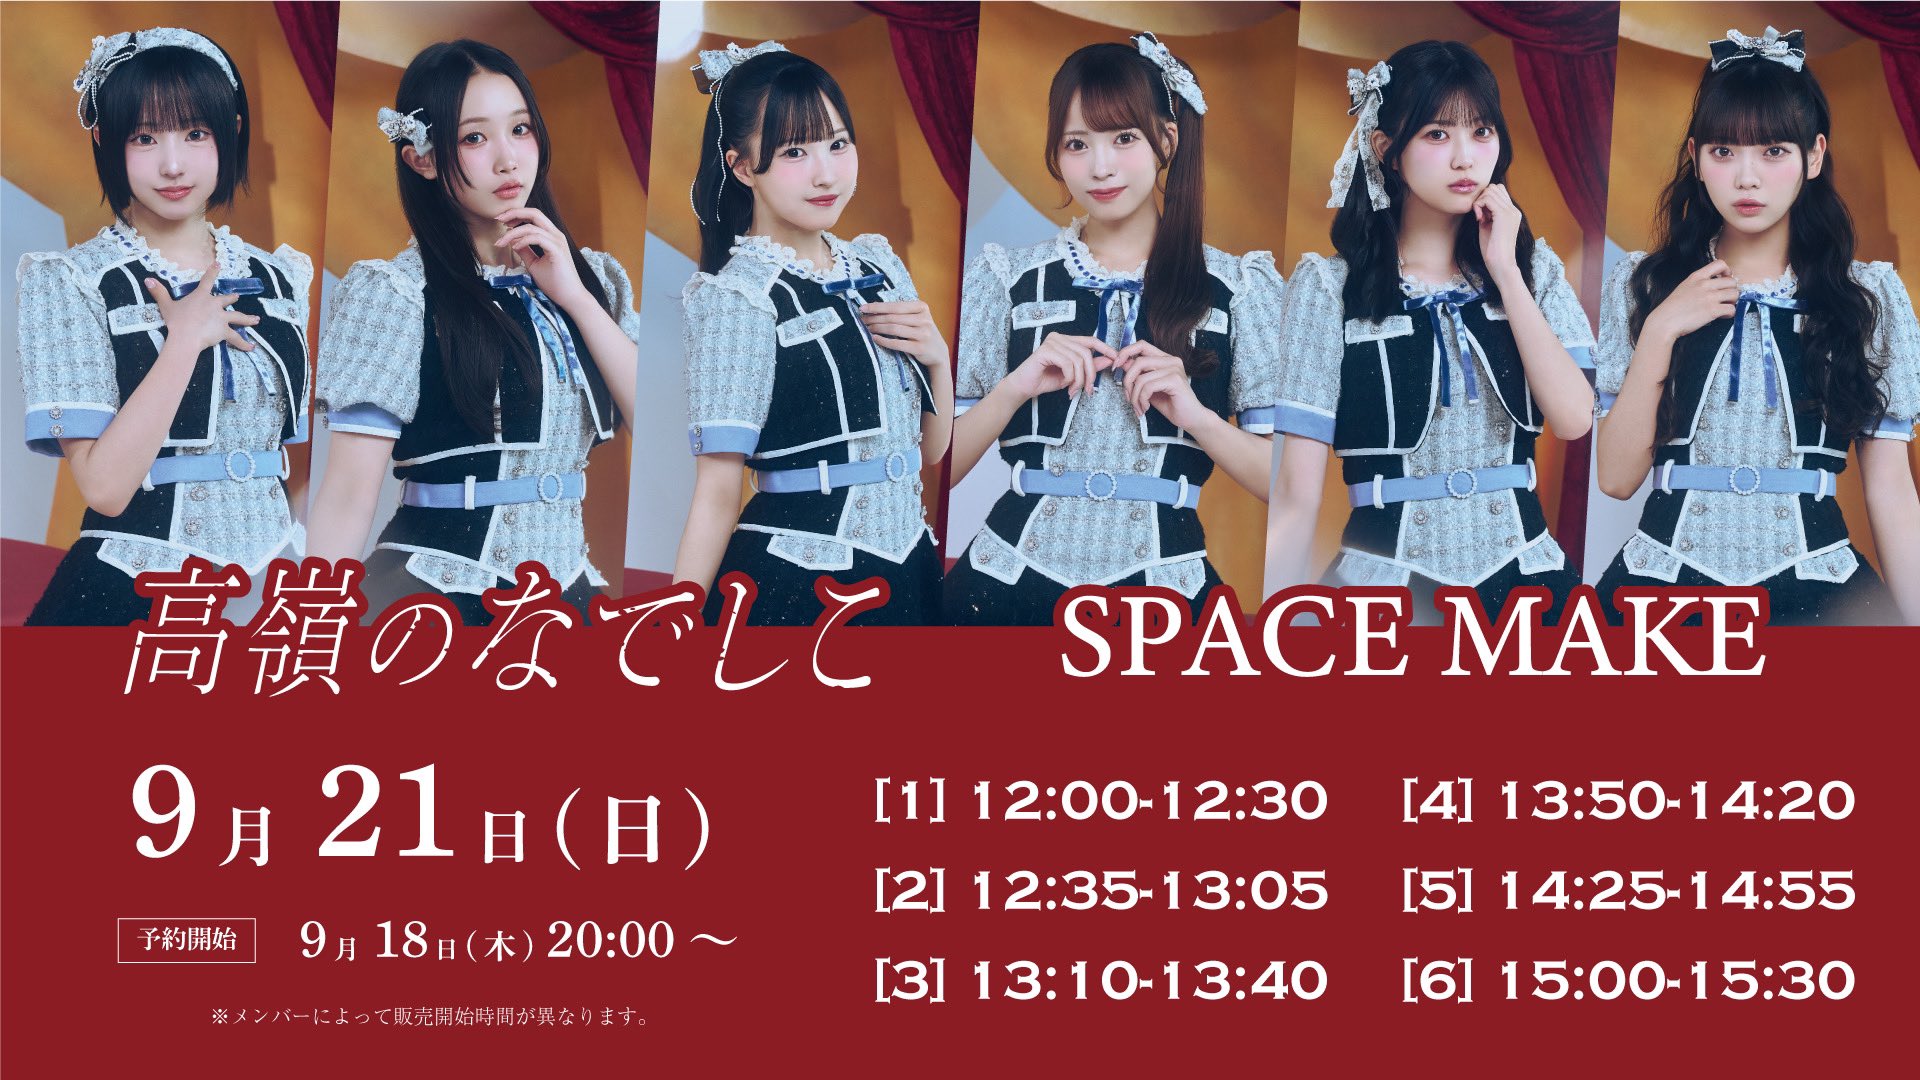 高嶺のなでしこ
SPACE MAKE
9月21日(日)
予約開始 9月18日(木) 20:00～
※メンバーによって販売開始時間が異なります。
[1] 12:00-12:30
[2] 12:35-13:05
[3] 13:10-13:40
[4] 13:50-14:20
[5] 14:25-14:55
[6] 15:00-15:30